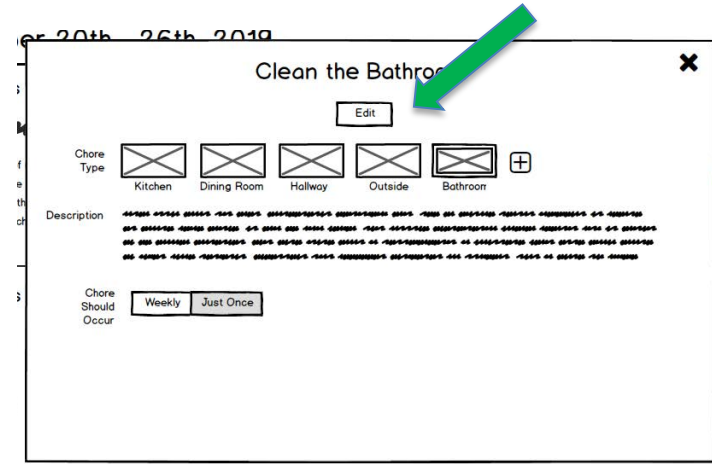 20th 26th 2019
Clean the Bathroo
Edit
Chore
Type
Kitchen Dining Room Hallway Outside Bathroom
Description
Chore
Should
Occur
Weekly Just Once